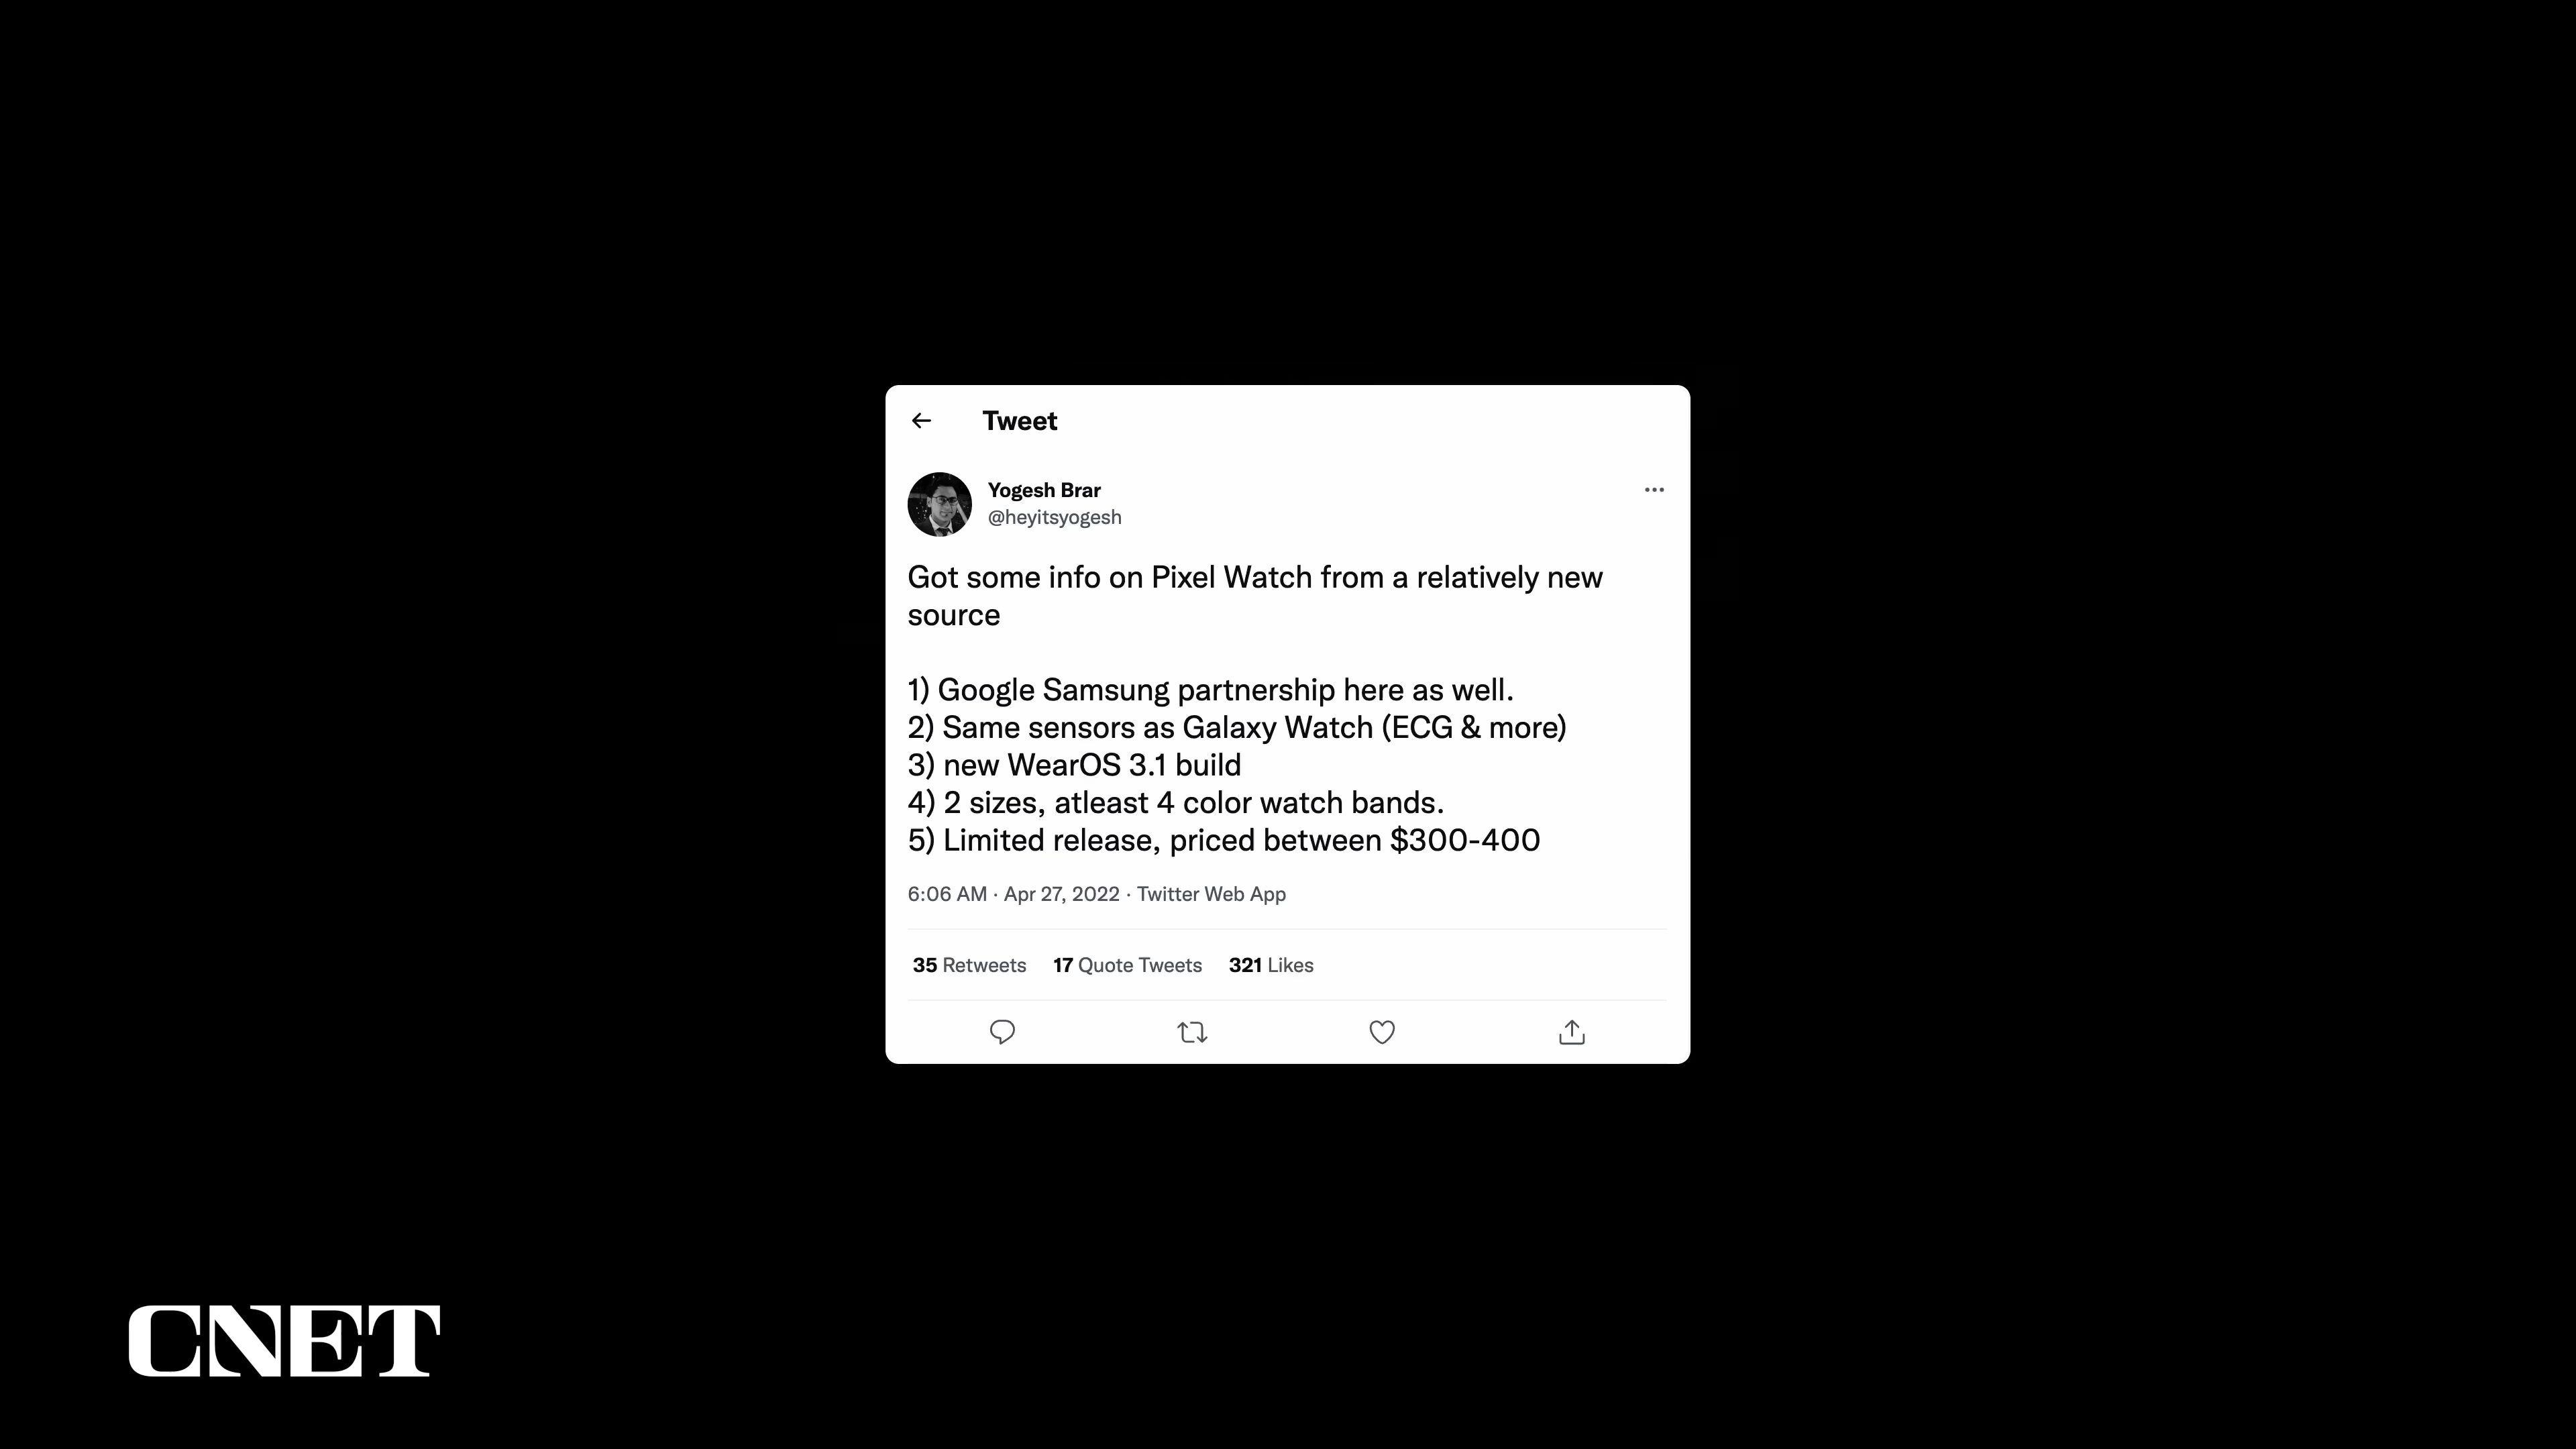 Tweet
Yogesh Brar
@heyitsyogesh
Got some info on Pixel Watch from a relatively new
source
1) Google Samsung partnership here as well.
2) Same sensors as Galaxy Watch (ECG & more)
3) new WearOS 3.1 build
4) 2 sizes, atleast 4 color watch bands.
5) Limited release, priced between $300-400
6:06 AM · Apr 27, 2022 · Twitter Web App
35 Retweets 17 Quote Tweets 321 Likes
CNET